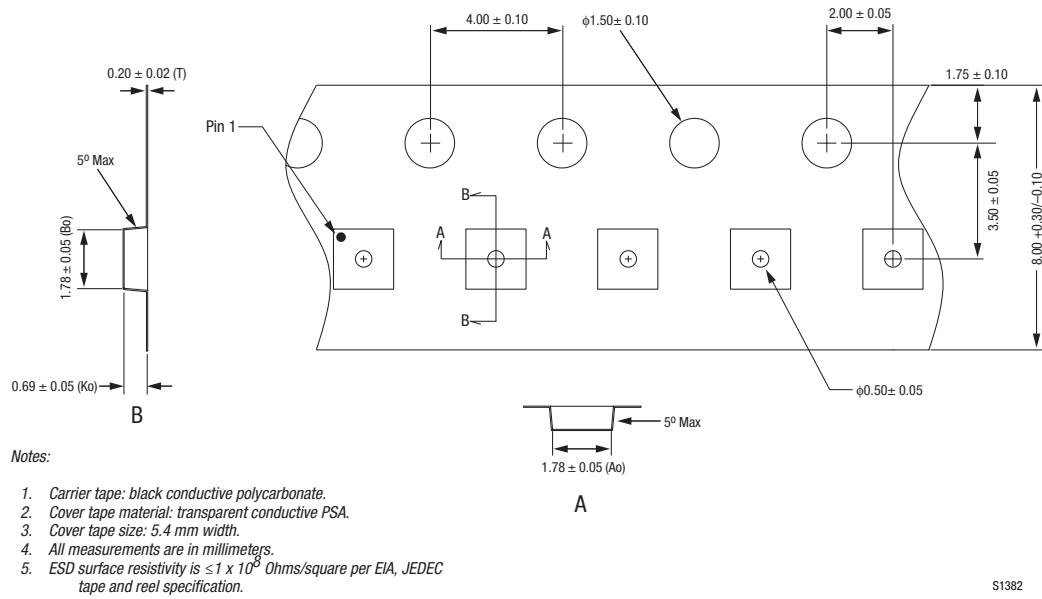 4.00 ± 0.10
ϕ1.50± 0.10
2.00 ± 0.05
0.20 ± 0.02 (T)
1.75 ± 0.10
Pin 1
5º Max
B
A
A
B
1.78 ± 0.05 (Bo)
3.50 ± 0.05
8.00 +0.30/–0.10
0.69 ± 0.05 (Ko)
B
ϕ0.50± 0.05
5º Max
1.78 ± 0.05 (Ao)
A
Notes:
1. Carrier tape: black conductive polycarbonate.
2. Cover tape material: transparent conductive PSA.
3. Cover tape size: 5.4 mm width.
4. All measurements are in millimeters.
5. ESD surface resistivity is ≤1 x 10⁸ Ohms/square per EIA, JEDEC
tape and reel specification.
S1382